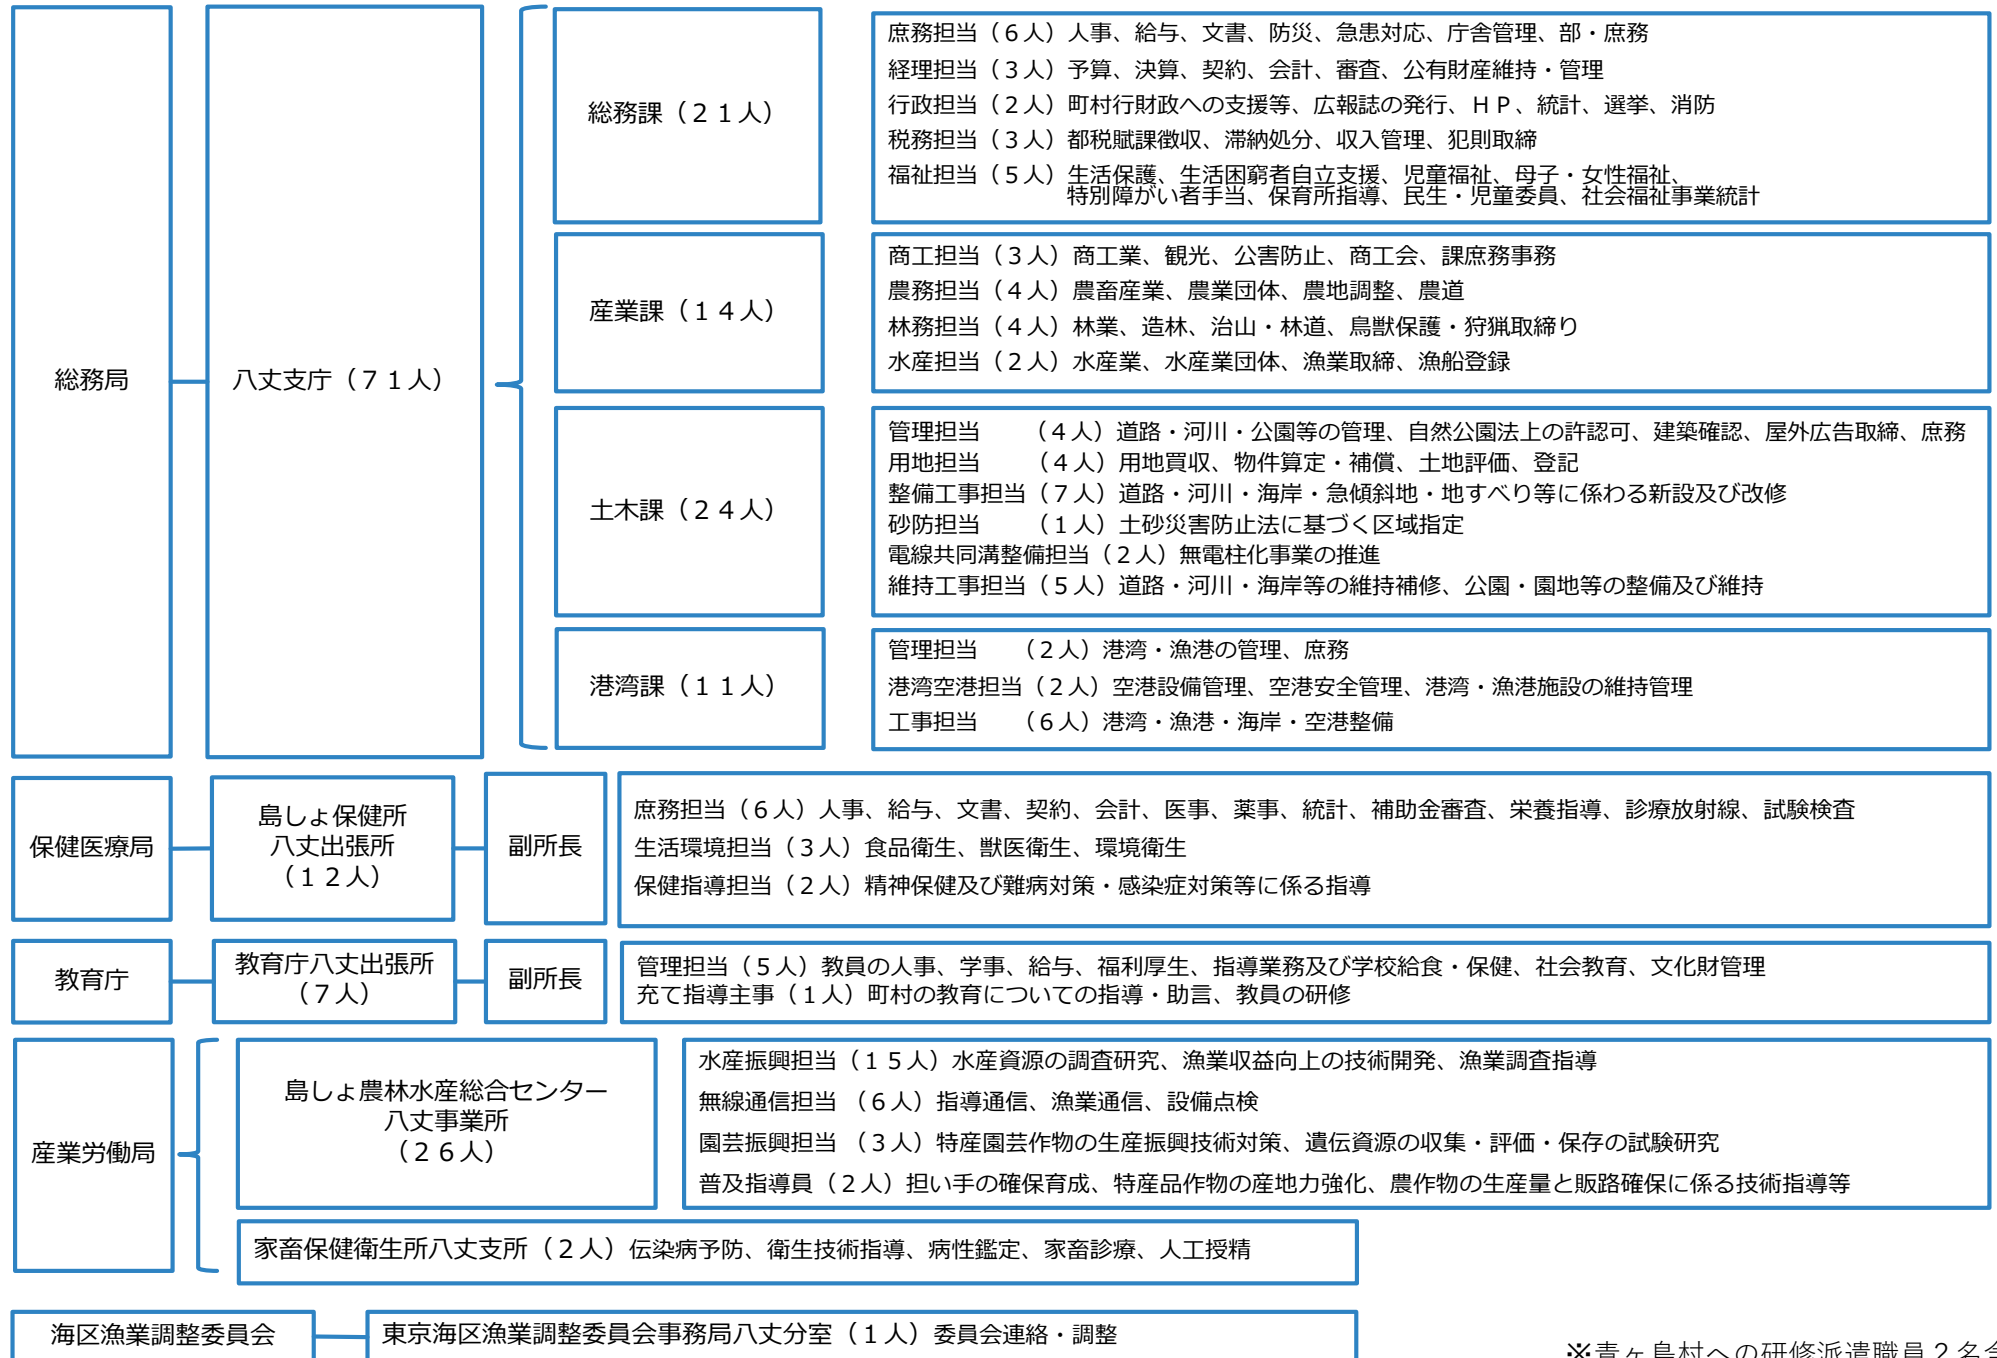 総務局
八丈支庁（７１人）
総務課（２１人）
庶務担当（６人）人事、給与、文書、防災、急患対応、庁舎管理、部・庶務
経理担当（３人）予算、決算、契約、会計、審査、公有財産維持・管理
行政担当（２人）町村行財政への支援等、広報誌の発行、ＨＰ、統計、選挙、消防
税務担当（３人）都税賦課徴収、滞納処分、収入管理、犯則取締
福祉担当（５人）生活保護、生活困窮者自立支援、児童福祉、母子・女性福祉、
特別障がい者手当、保育所指導、民生・児童委員、社会福祉事業統計
産業課（１４人）
商工担当（３人）商工業、観光、公害防止、商工会、課庶務事務
農務担当（４人）農畜産業、農業団体、農地調整、農道
林務担当（４人）林業、造林、治山・林道、鳥獣保護・狩猟取締り
水産担当（２人）水産業、水産業団体、漁業取締、漁船登録
土木課（２４人）
管理担当　　（４人）道路・河川・公園等の管理、自然公園法上の許認可、建築確認、屋外広告取締、庶務
用地担当　　（４人）用地買収、物件算定・補償、土地評価、登記
整備工事担当（７人）道路・河川・海岸・急傾斜地・地すべり等に係わる新設及び改修
砂防担当　　（１人）土砂災害防止法に基づく区域指定
電線共同溝整備担当（２人）無電柱化事業の推進
維持工事担当（５人）道路・河川・海岸等の維持補修、公園・園地等の整備及び維持
港湾課（１１人）
管理担当　　（２人）港湾・漁港の管理、庶務
港湾空港担当（２人）空港設備管理、空港安全管理、港湾・漁港施設の維持管理
工事担当　　（６人）港湾・漁港・海岸・空港整備
保健医療局
島しょ保健所
八丈出張所
（１２人）
副所長
庶務担当（６人）人事、給与、文書、契約、会計、医事、薬事、統計、補助金審査、栄養指導、診療放射線、試験検査
生活環境担当（３人）食品衛生、獣医衛生、環境衛生
保健指導担当（２人）精神保健及び難病対策・感染症対策等に係る指導
教育庁
教育庁八丈出張所
（７人）
副所長
管理担当（５人）教員の人事、学事、給与、福利厚生、指導業務及び学校給食・保健、社会教育、文化財管理
充て指導主事（１人）町村の教育についての指導・助言、教員の研修
産業労働局
島しょ農林水産総合センター
八丈事業所
（２６人）
水産振興担当（１５人）水産資源の調査研究、漁業収益向上の技術開発、漁業調査指導
無線通信担当 （６人）指導通信、漁業通信、設備点検
園芸振興担当 （３人）特産園芸作物の生産振興技術対策、遺伝資源の収集・評価・保存の試験研究
普及指導員（２人）担い手の確保育成、特産品作物の産地力強化、農作物の生産量と販路確保に係る技術指導等
家畜保健衛生所八丈支所（２人）伝染病予防、衛生技術指導、病性鑑定、家畜診療、人工授精
海区漁業調整委員会
東京海区漁業調整委員会事務局八丈分室（１人）委員会連絡・調整
※青ヶ島村への研修派遣職員２名含